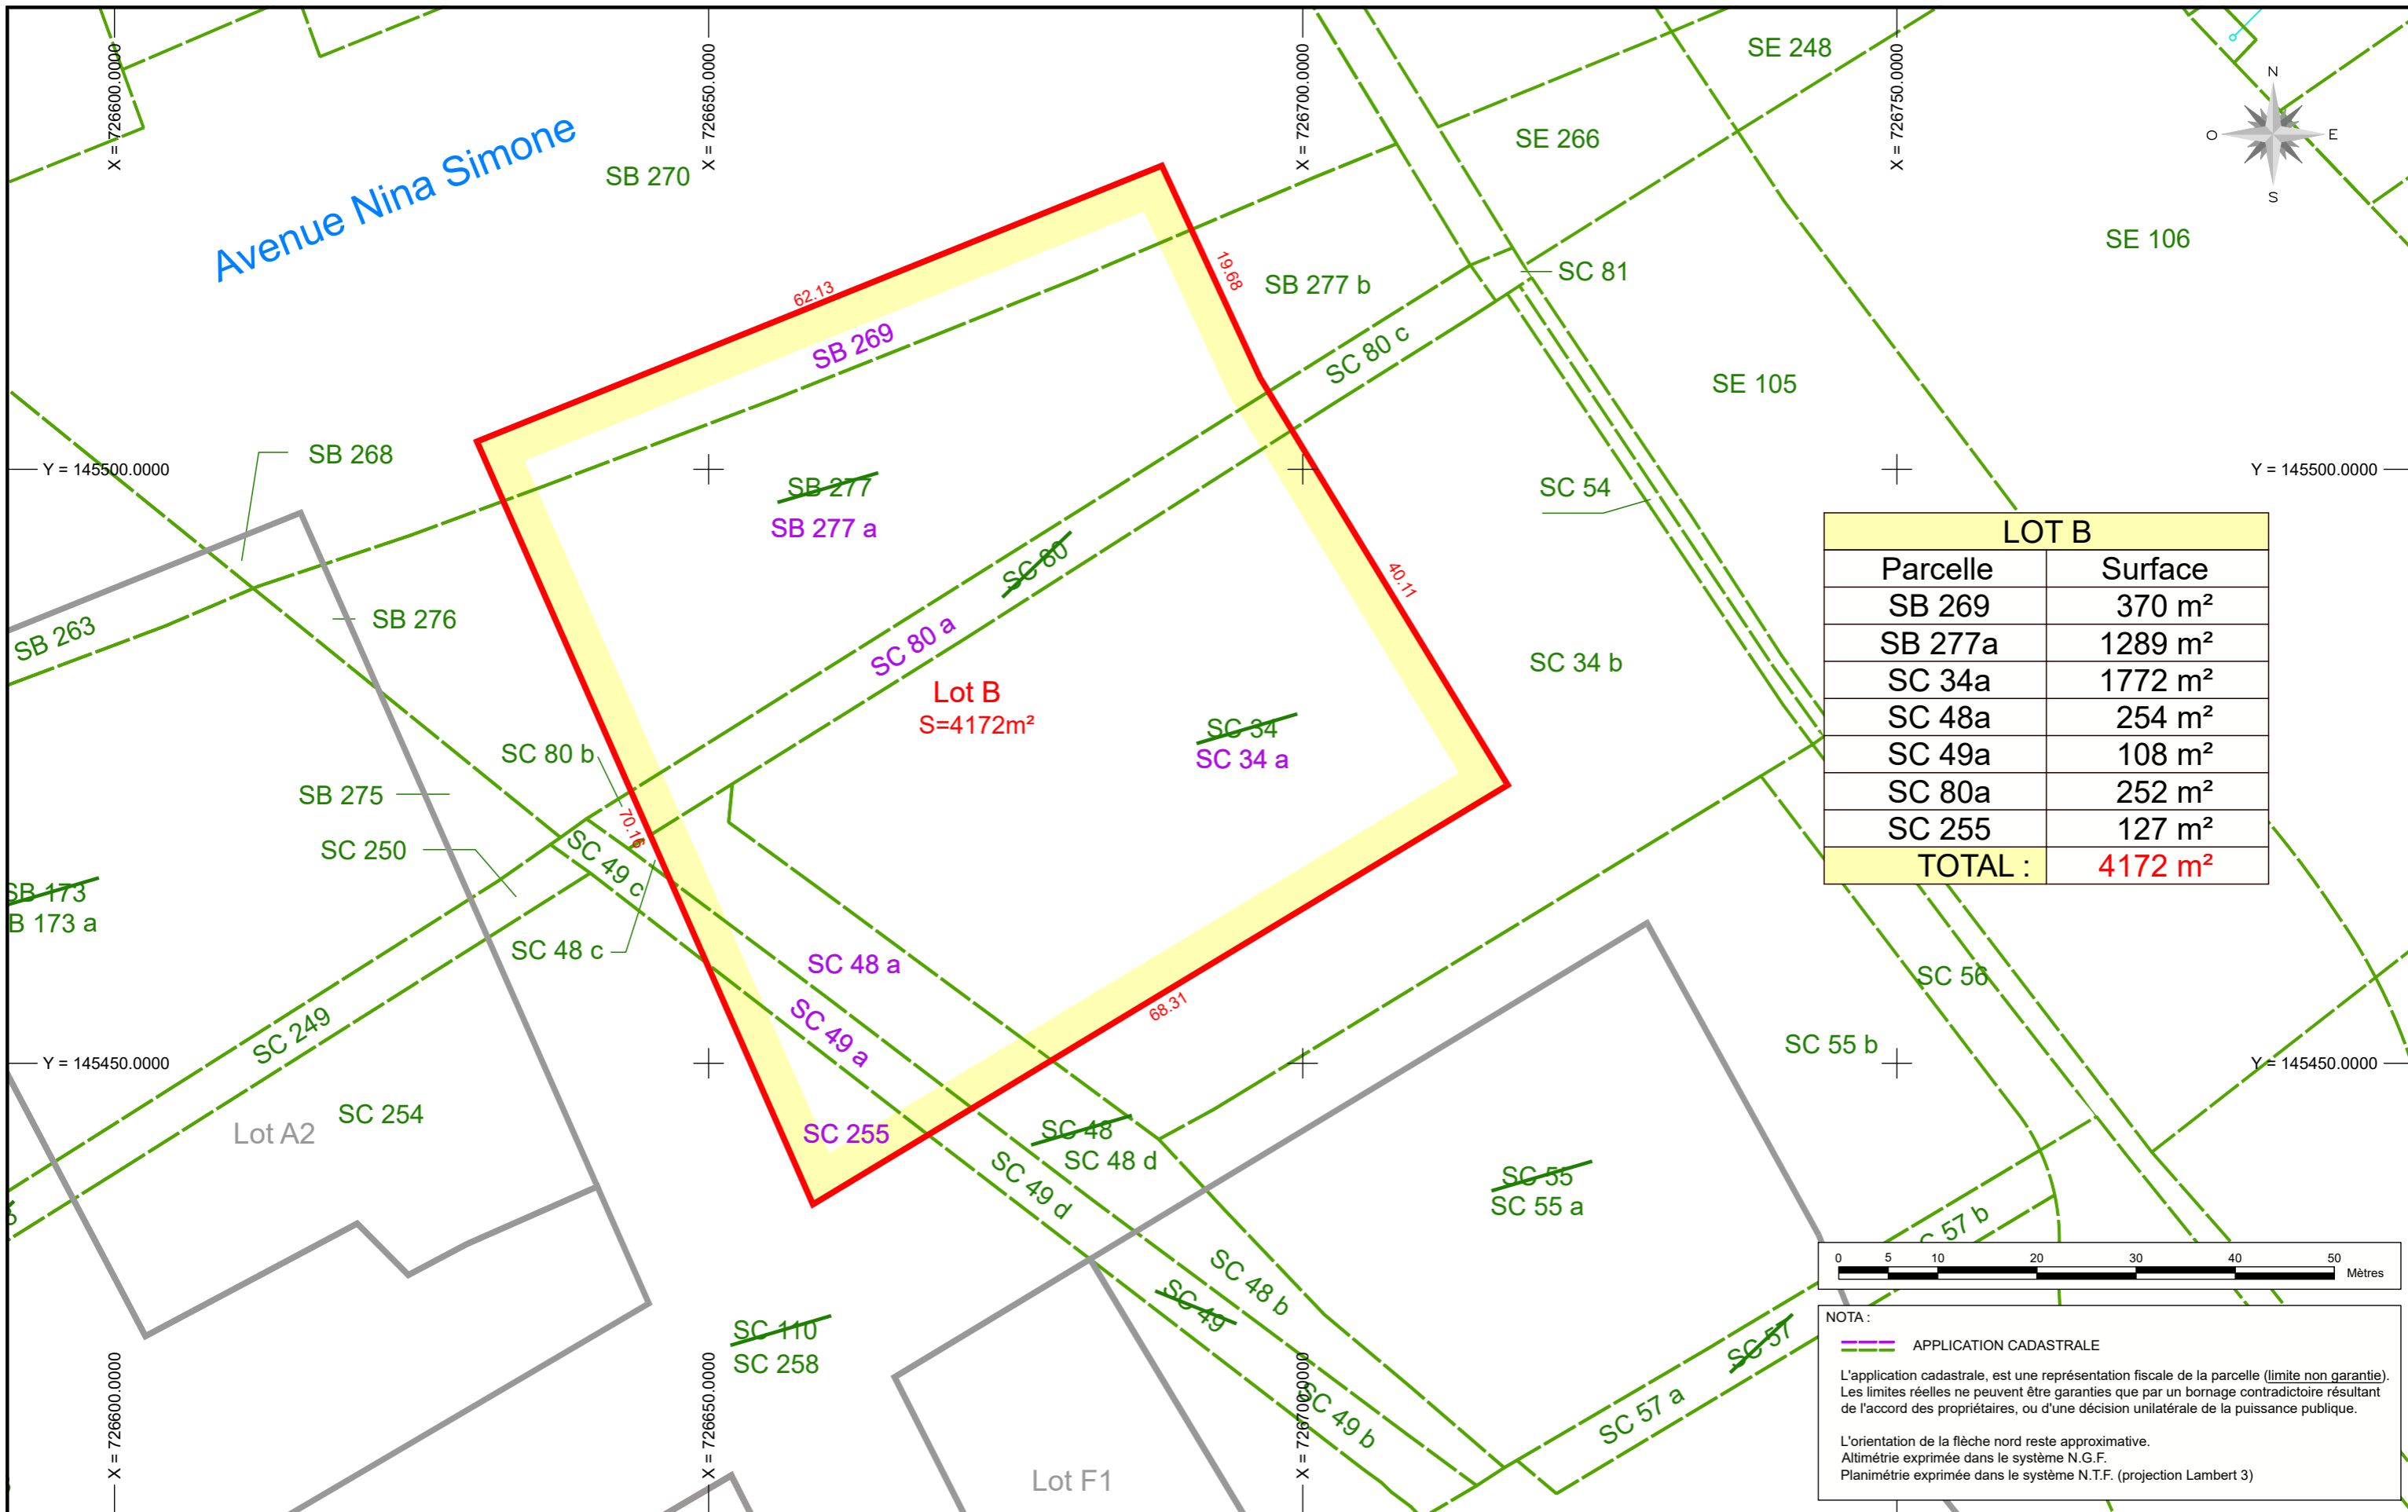 X = 726600.0000
X = 726650.0000
X = 726700.0000
X = 726750.0000
SE 248
N
O
E
S
SE 266
Avenue Nina Simone
SB 270
SE 106
SB 277 b
SC 81
19.68
62.13
SB 269
SC 80 c
SE 105
SB 268
Y = 145500.0000
Y = 145500.0000
SB 277
SB 277 a
SC 54
SC 80
40.11
SB 276
SB 263
SC 80 a
SC 34 b
Lot B
S=4172m²
SC 34
SC 34 a
SC 80 b
SB 275
70.16
SC 250
SC 49 c
SB 173
B 173 a
SC 48 c
SC 48 a
SC 49 a
68.31
SC 56
SC 249
SC 55 b
Y = 145450.0000
Y = 145450.0000
LOT B
Parcelle Surface
SB 269 370 m²
SB 277a 1289 m²
SC 34a 1772 m²
SC 48a 254 m²
SC 49a 108 m²
SC 80a 252 m²
SC 255 127 m²
TOTAL : 4172 m²
SC 254
Lot A2
SC 255
SC 48
SC 48 d
SC 49 d
SC 55
SC 55 a
C 57 b
SC 48 b
SC 49
SC 110
SC 258
SC 57
SC 57 a
SC 49 b
Lot F1
X = 726600.0000
X = 726650.0000
X = 726700.0000
0 5 10 20 30 40 50
Mètres
NOTA :
APPLICATION CADASTRALE
L'application cadastrale, est une représentation fiscale de la parcelle (limite non garantie).
Les limites réelles ne peuvent être garanties que par un bornage contradictoire résultant
de l'accord des propriétaires, ou d'une décision unilatérale de la puissance publique.
L'orientation de la flèche nord reste approximative.
Altimétrie exprimée dans le système N.G.F.
Planimétrie exprimée dans le système N.T.F. (projection Lambert 3)